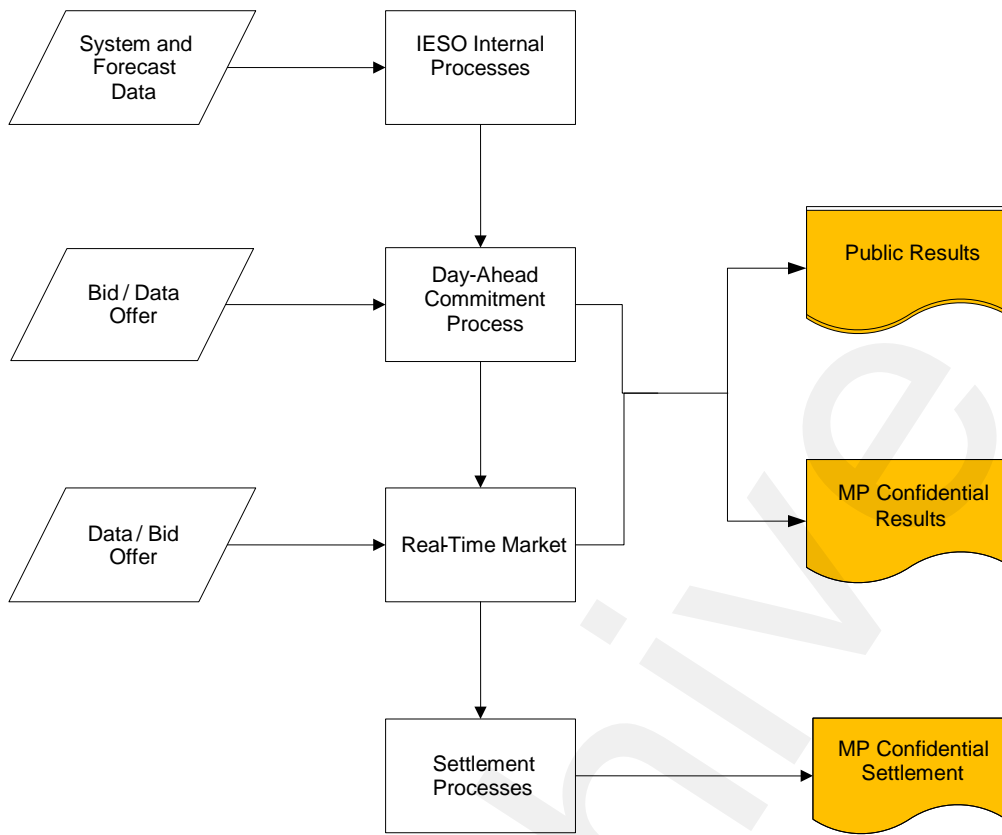 System and
Forecast
Data
IESO Internal
Processes
Bid / Data
Offer
Day-Ahead
Commitment
Process
Public Results
Data / Bid
Offer
Real-Time Market
MP Confidential
Results
Settlement
Processes
MP Confidential
Settlement
hive